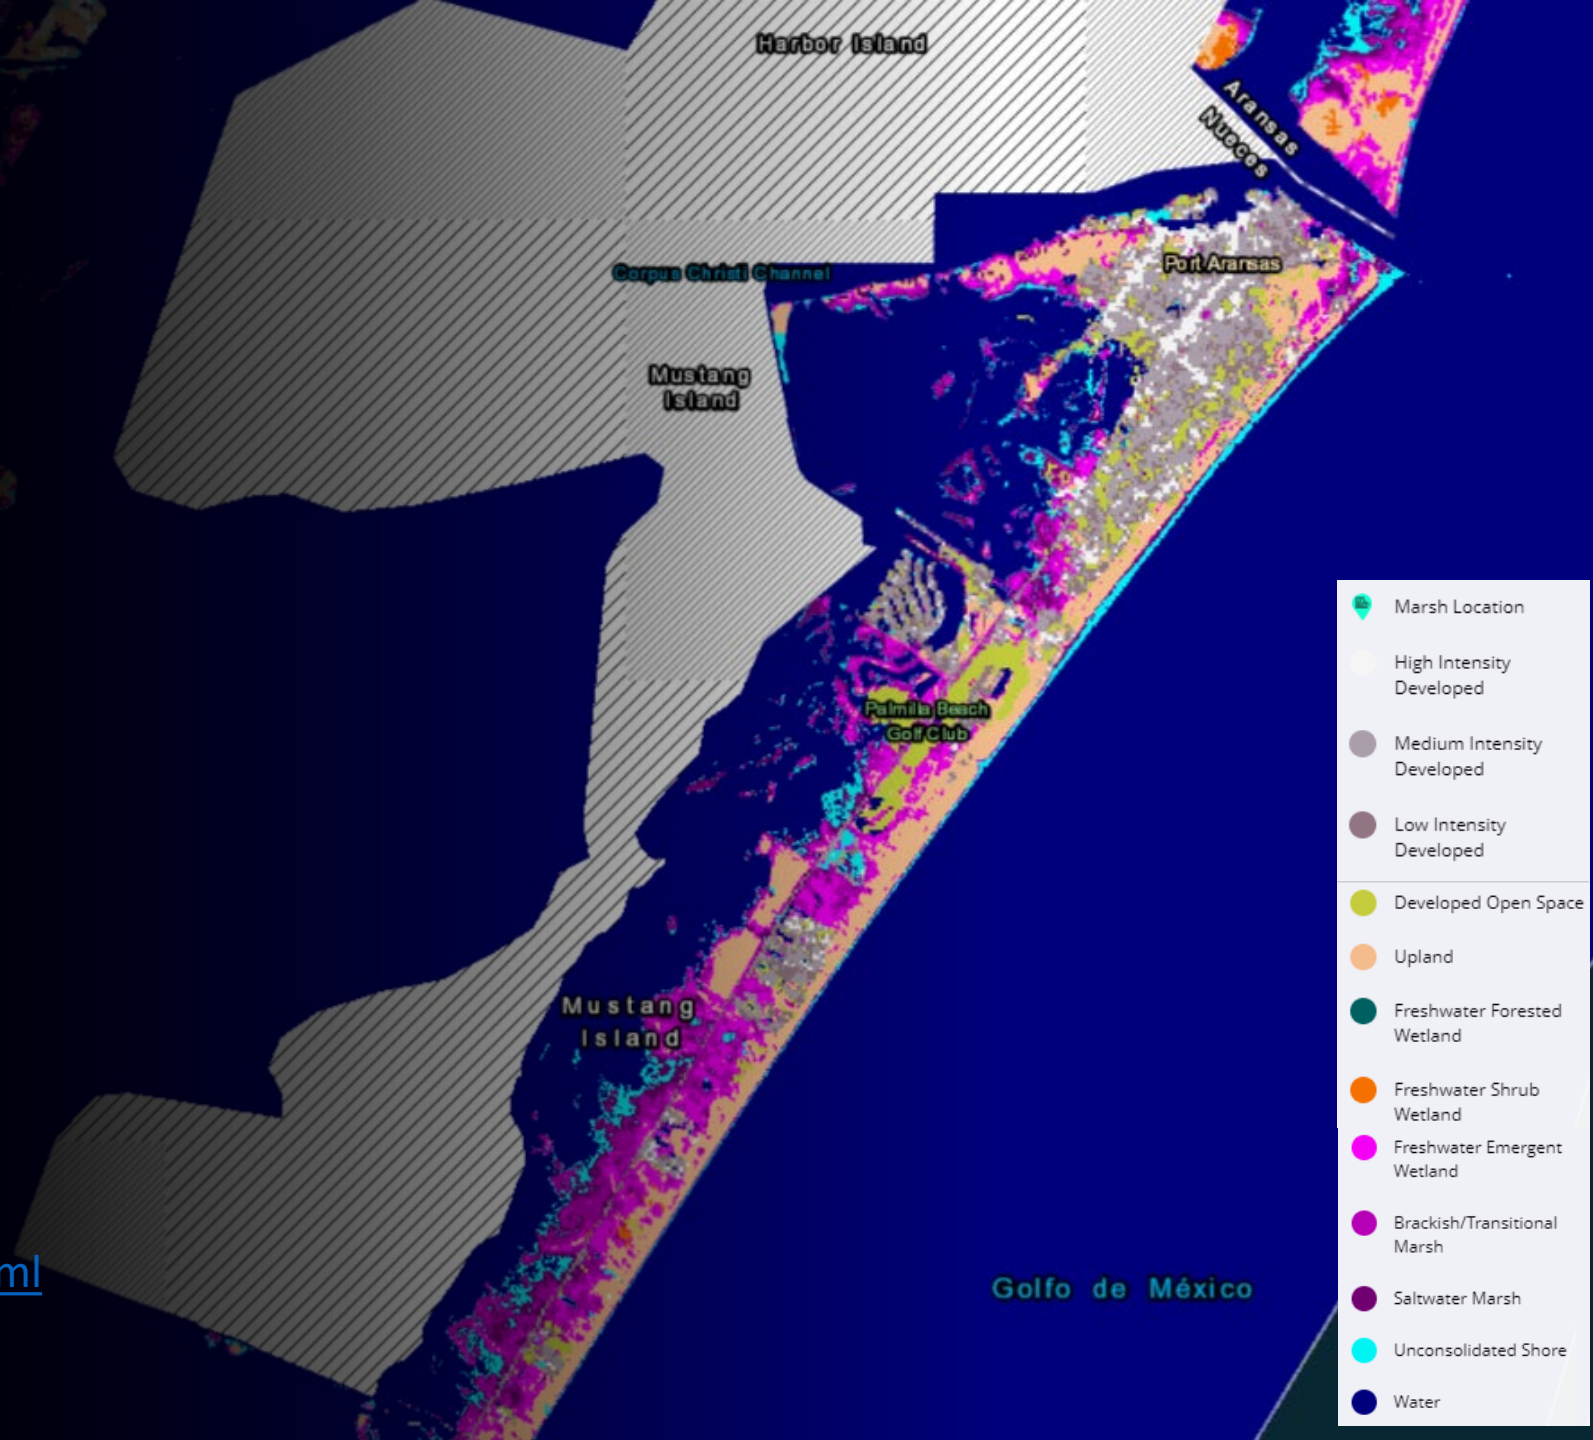 Harbor Island
Aransas
Nueces
Port Aransas
Corpus Christi Channel
Mustang
Island
Palmilla Beach
Golf Club
Mustang
Island
ml
Golfo de México
Marsh Location
High Intensity
Developed
Medium Intensity
Developed
Low Intensity
Developed
Developed Open Space
Upland
Freshwater Forested
Wetland
Freshwater Shrub
Wetland
Freshwater Emergent
Wetland
Brackish/Transitional
Marsh
Saltwater Marsh
Unconsolidated Shore
Water